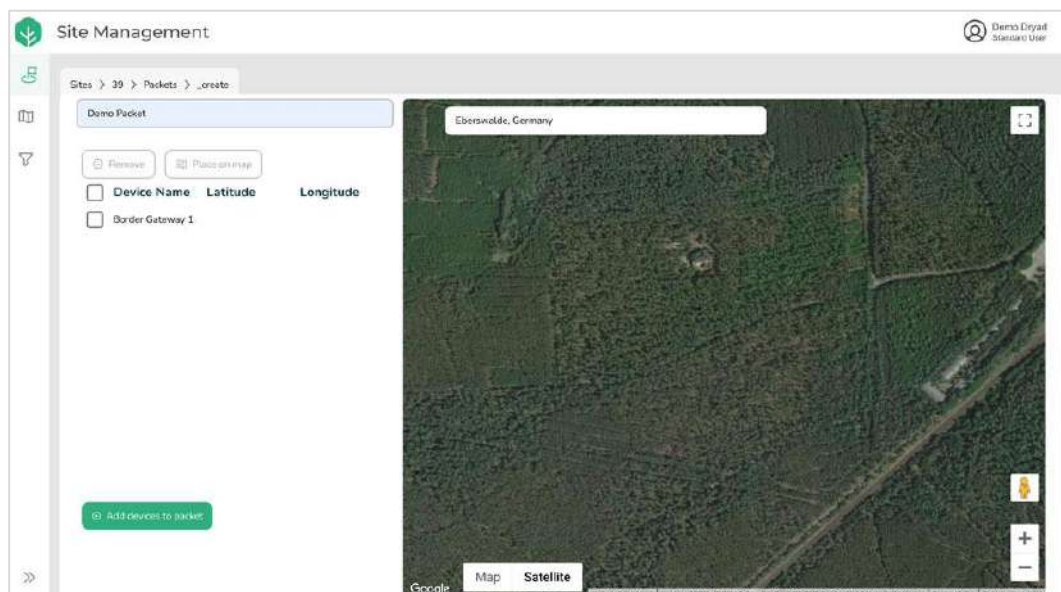 Site Management
Demo Dryad
Standard User
Sites > 39 > Packets > _create
Demo Packet
Eberswalde, Germany
Remove
Place on map
Device Name Latitude Longitude
Border Gateway 1
Add devices to packet
Map Satellite
Google